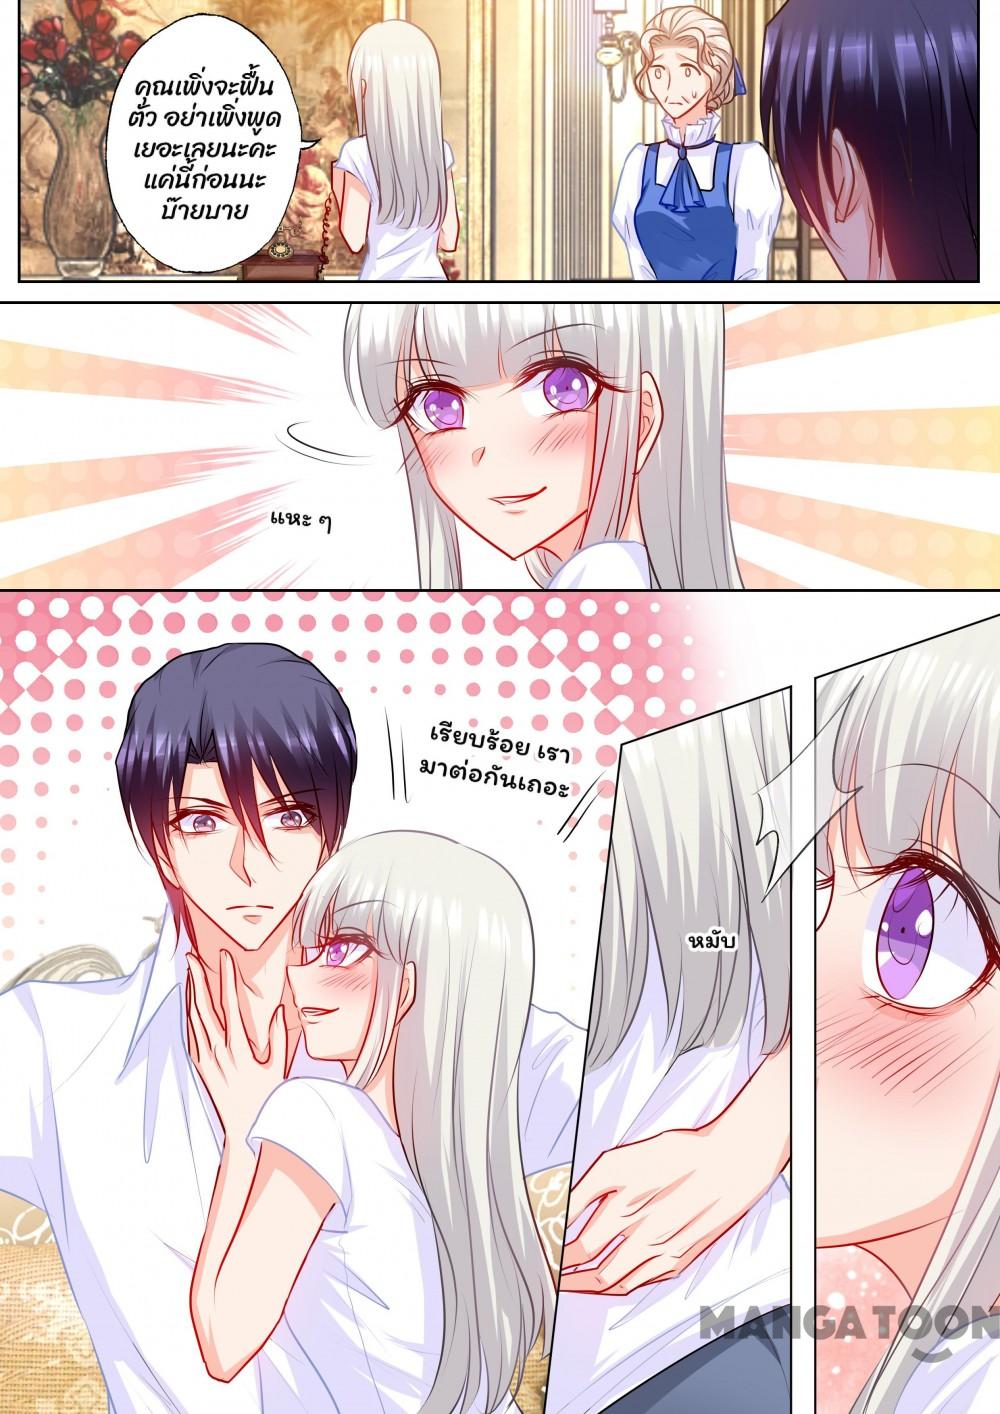 คุณเพิ่งจะฟื้น
ตัว อย่าเพิ่งพูด
เยอะเลยนะคะ
แค่นี้ก่อนนะ
บ๊ายบาย
แหะ ๆ
เรียบร้อย เรา
มาต่อกันเถอะ
หมับ
MANGATOON